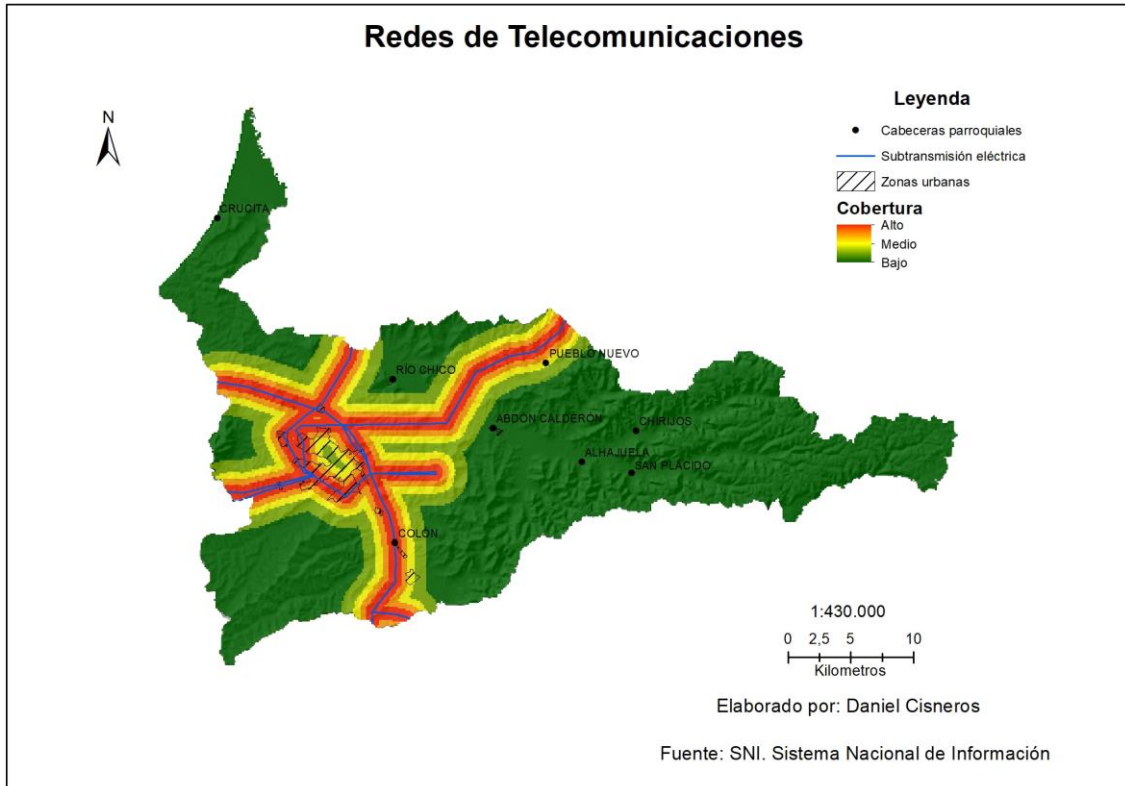 Redes de Telecomunicaciones
N
Leyenda
Cabeceras parroquiales
Subtransmisión eléctrica
Zonas urbanas
Cobertura
Alto
Medio
Bajo
CRUCITA
PUEBLO NUEVO
RÍO CHICO
ABDÓN CALDERÓN
CHIRIJOS
ALHAJUELA
SAN PLÁCIDO
COLÓN
1:430.000
0 2,5 5 10
Kilometros
Elaborado por: Daniel Cisneros
Fuente: SNI. Sistema Nacional de Información